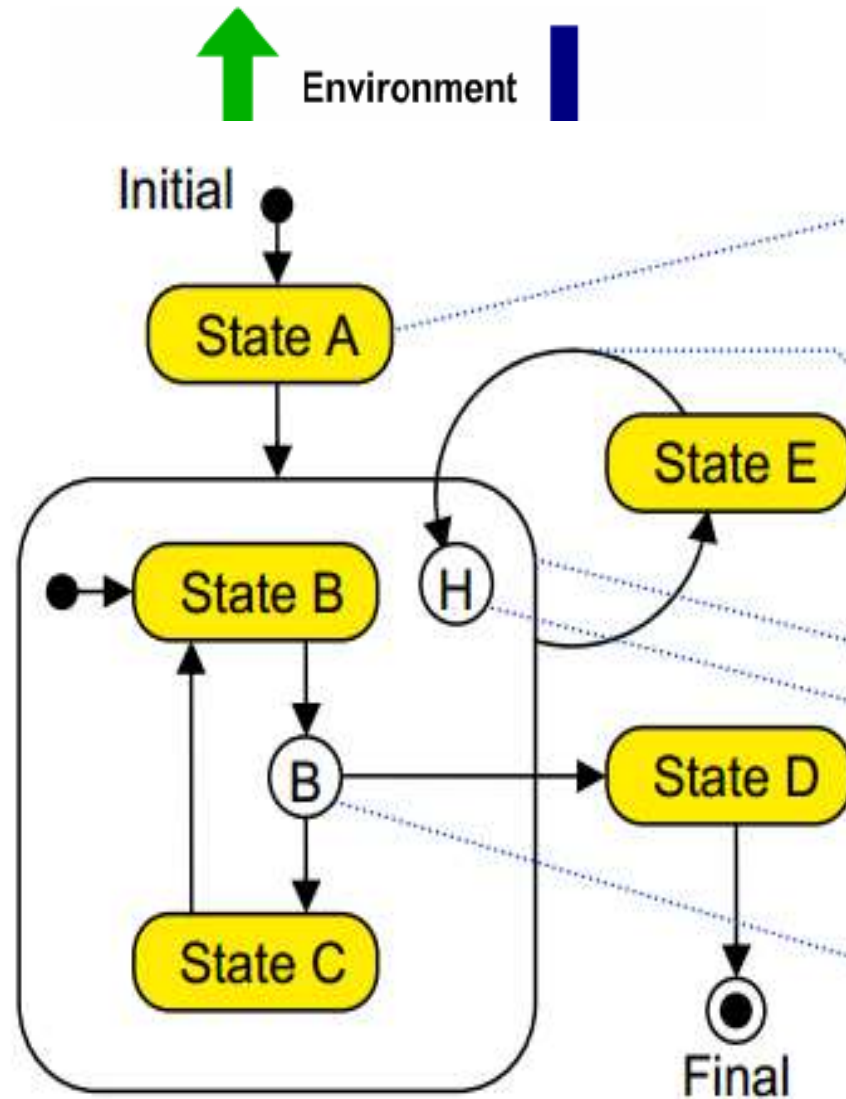 Environment
Initial
State A
State E
State B
H
B
State D
State C
Final